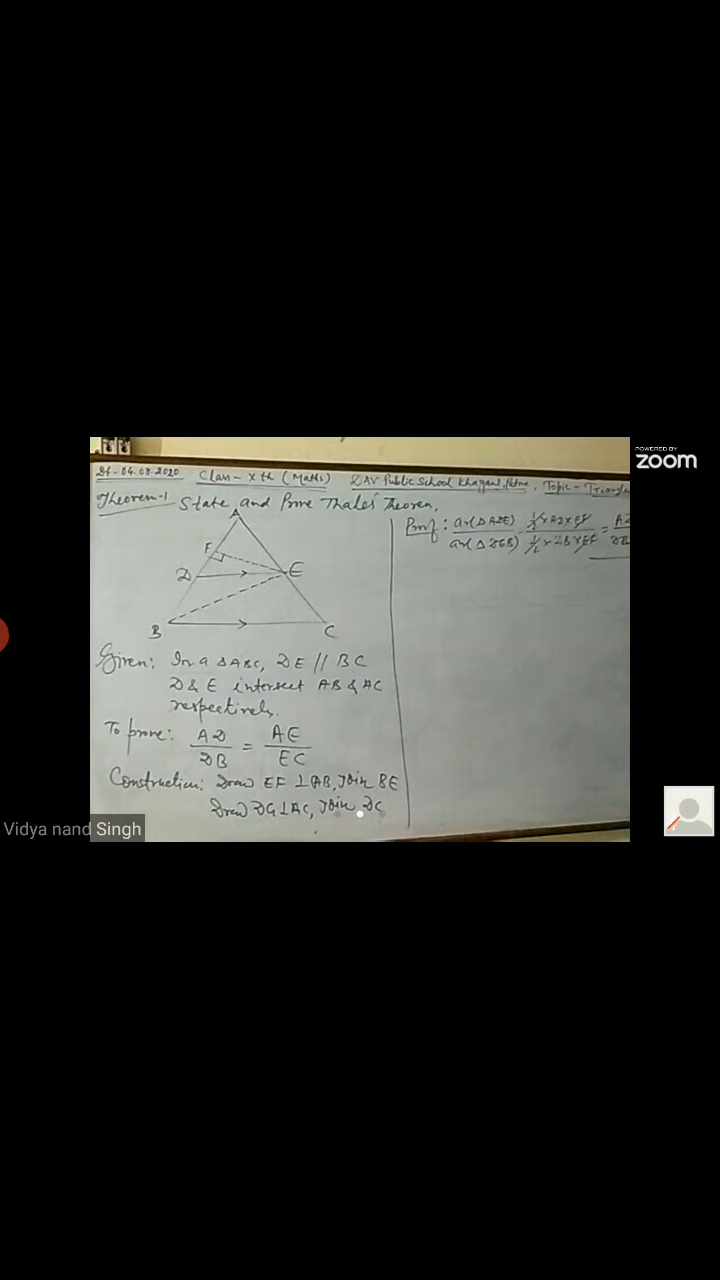 POWERED BY
zoom
Dt-04.08.2020 Class-Xth (Maths) DAV Public School Khagaul, Patna, Topic-Triangles
Theorem-1 State and Prove Thales' Theorem.
A
F
D
E
B
C
Given: In a ΔABC, DE // BC
D & E intersect AB & AC
respectively.
To prove: AD/DB = AE/EC
Construction: Draw EF ⊥ AB, Join BE
Draw DG ⊥ AC, Join DC
Proof: ar(ΔADE)/ar(ΔDEB) = ½×AD×EF/½×DB×EF = AD/DB
Vidya nand Singh